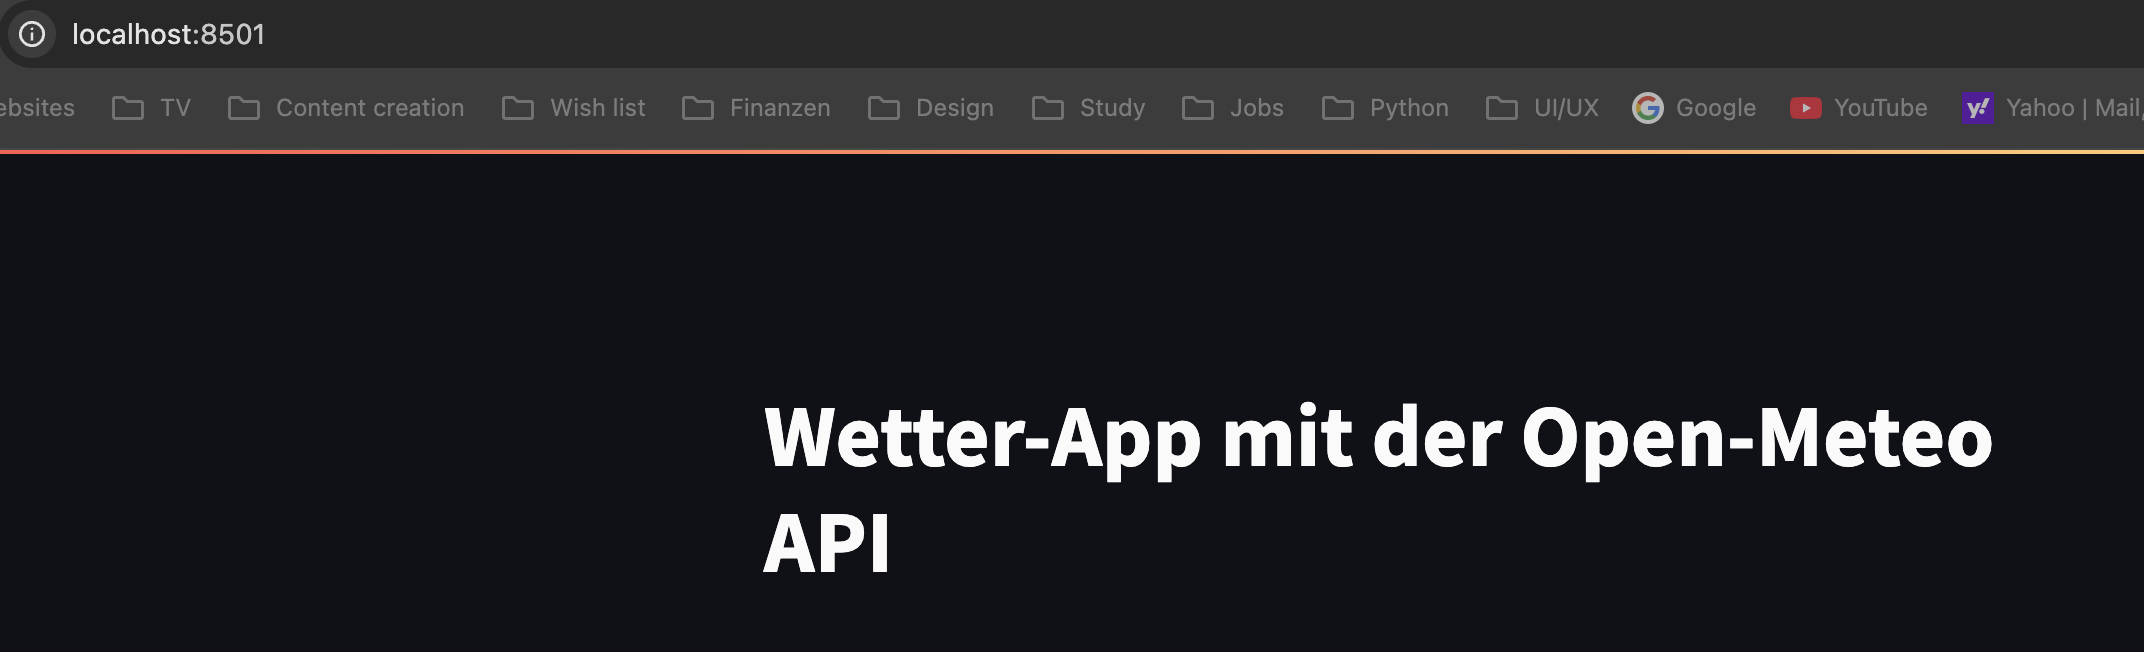 localhost:8501
ebsites TV Content creation Wish list Finanzen Design Study Jobs Python UI/UX Google YouTube Yahoo | Mail,
Wetter-App mit der Open-Meteo
API